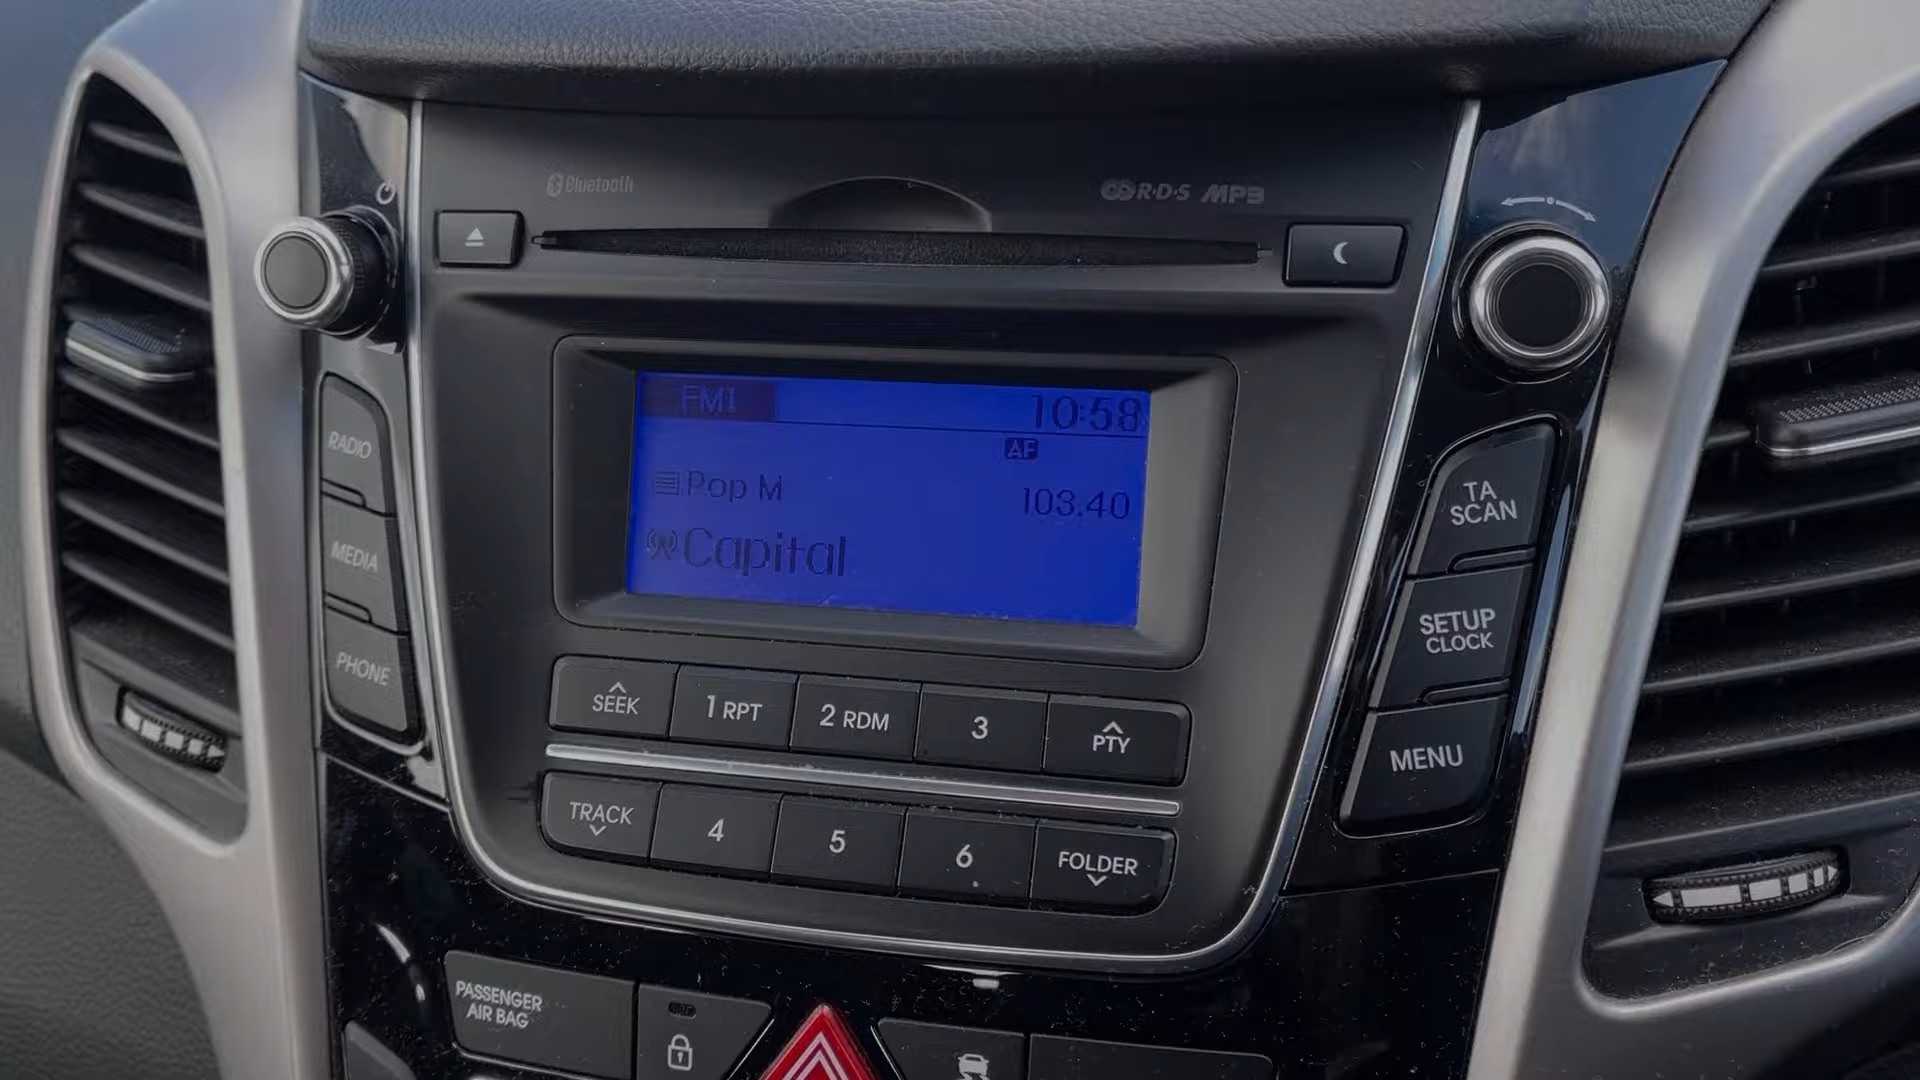 Bluetooth
R·D·S MP3
FM1
10:58
AF
Pop M
103.40
Capital
RADIO
MEDIA
PHONE
TA
SCAN
SETUP
CLOCK
MENU
SEEK
1 RPT
2 RDM
3
PTY
TRACK
4
5
6
FOLDER
PASSENGER
AIR BAG